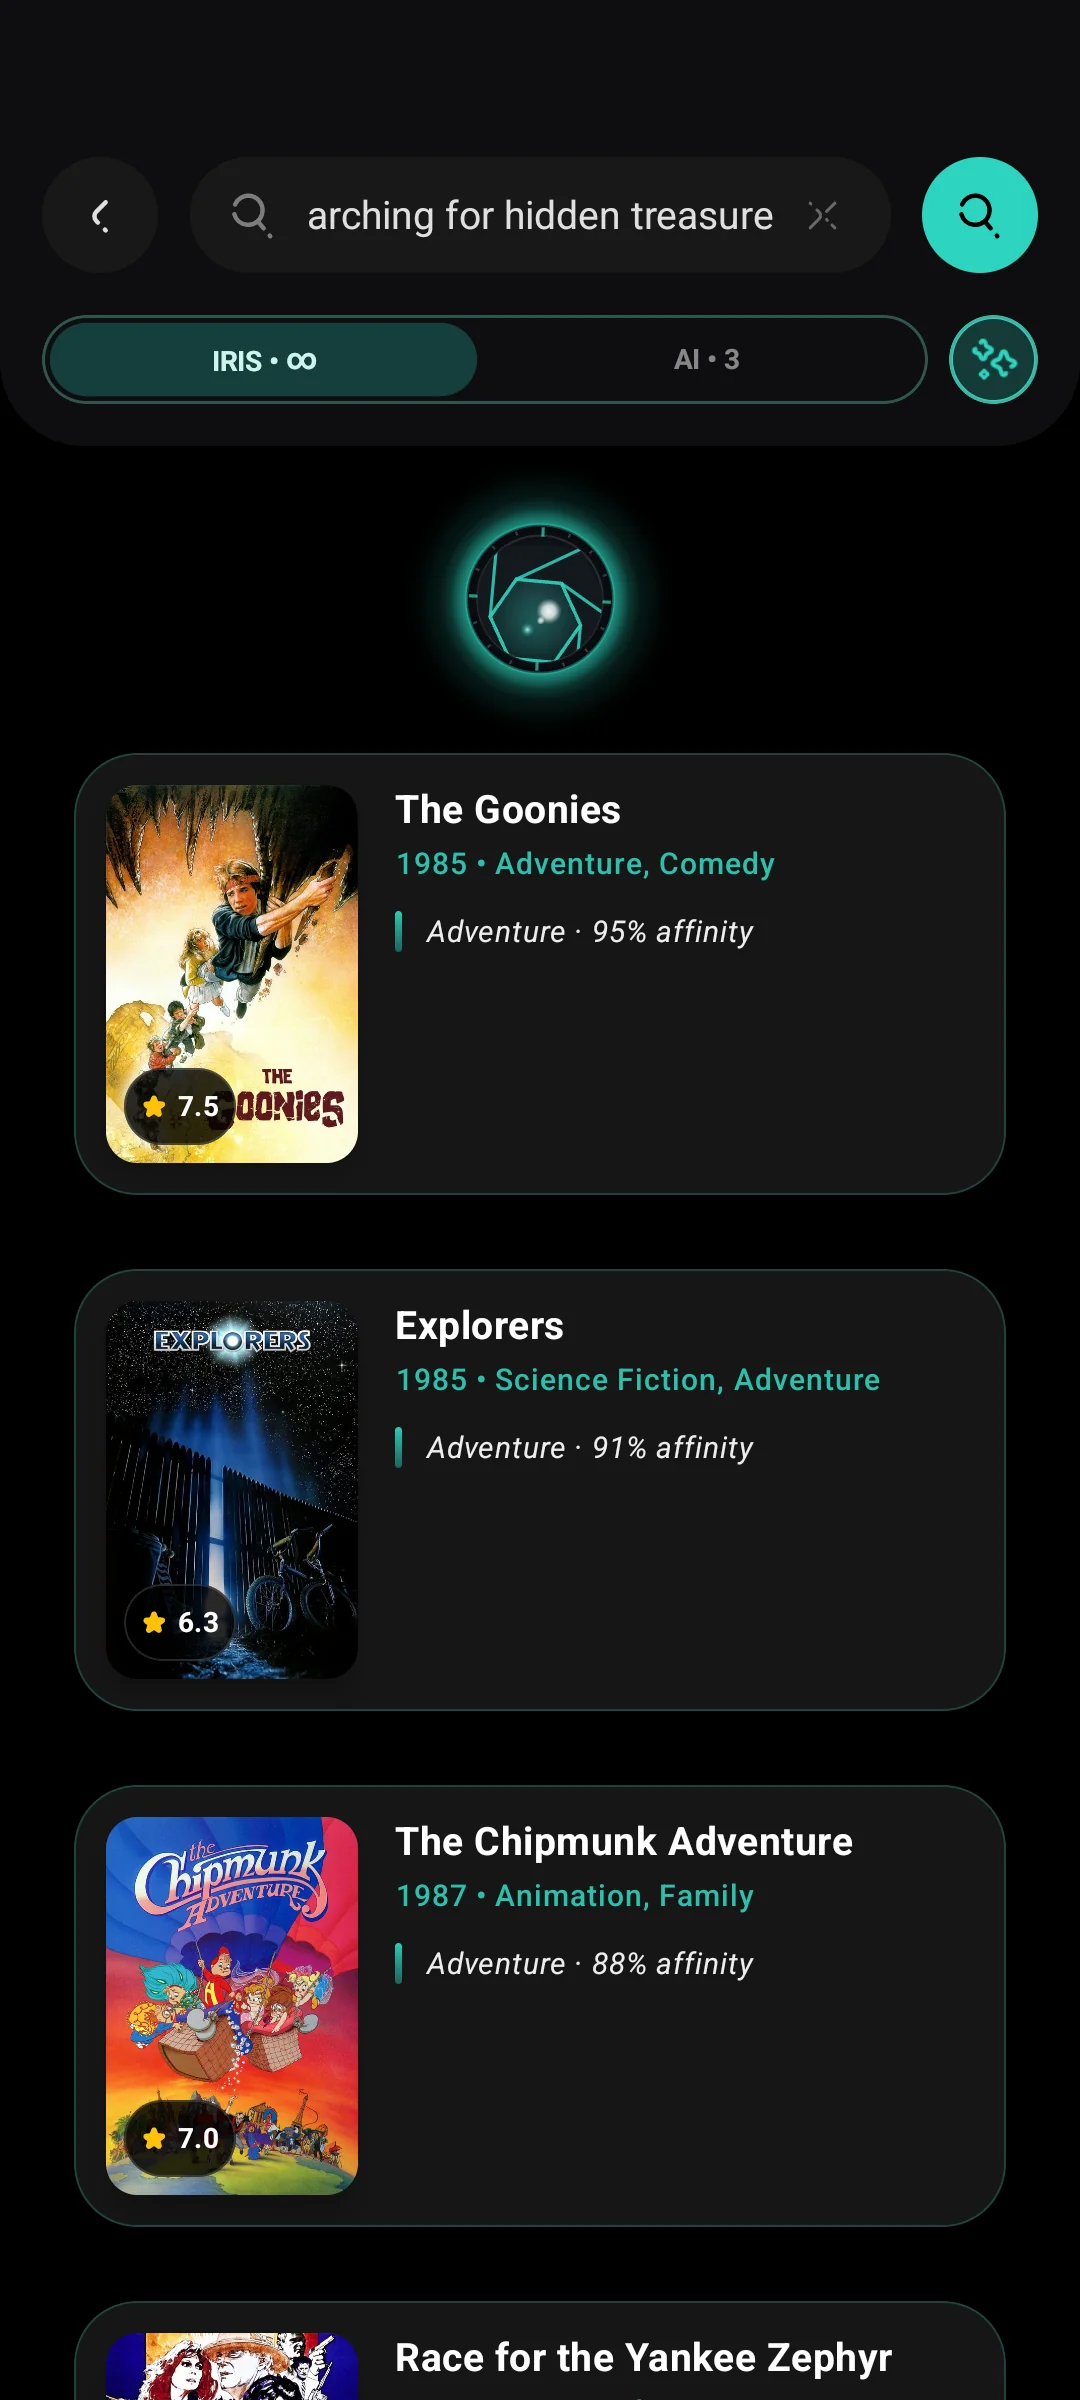 arching for hidden treasure
IRIS • ∞
AI • 3
The Goonies
1985 • Adventure, Comedy
Adventure · 95% affinity
THE
GOONIES
7.5
EXPLORERS
Explorers
1985 • Science Fiction, Adventure
Adventure · 91% affinity
6.3
the
Chipmunk
ADVENTURE
The Chipmunk Adventure
1987 • Animation, Family
Adventure · 88% affinity
7.0
Race for the Yankee Zephyr